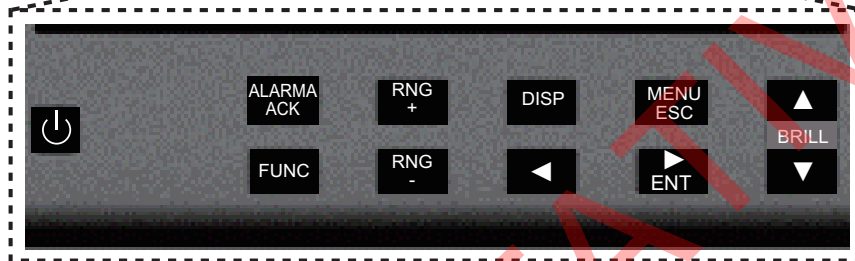 ALARMA
ACK
RNG
+
DISP
MENU
ESC
▲
BRILL
FUNC
RNG
-
◄
►
ENT
▼